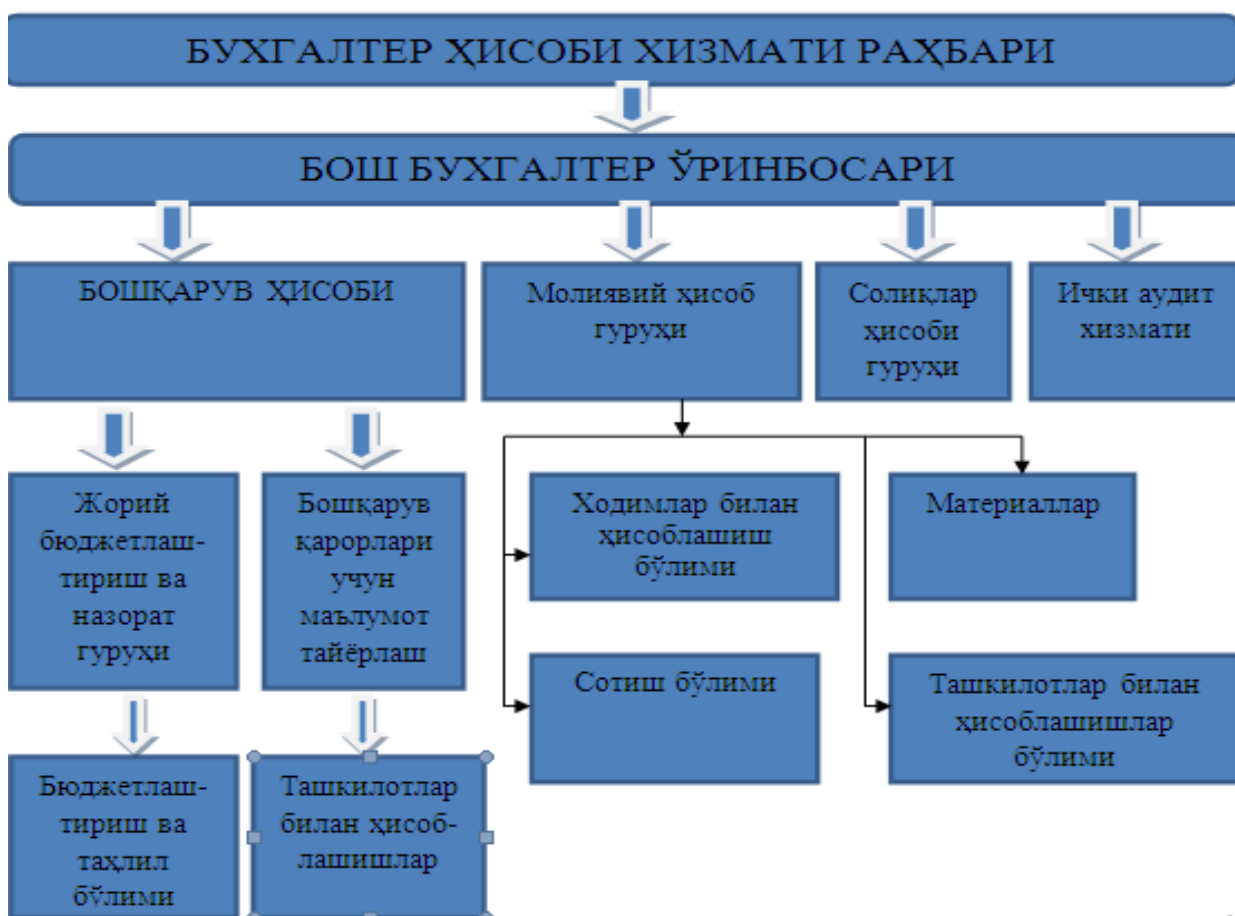 БУХГАЛТЕР ҲИСОБИ ХИЗМАТИ РАҲБАРИ
БОШ БУХГАЛТЕР ЎРИНБОСАРИ
БОШҚАРУВ ҲИСОБИ
Молиявий ҳисоб
гуруҳи
Солиқлар
ҳисоби
гуруҳи
Ички аудит
хизмати
Жорий
бюджетлаш-
тириш ва
назорат
гуруҳи
Бошқарув
қарорлари
учун
маълумот
тайёрлаш
Ходимлар билан
ҳисоблашиш
бўлими
Материаллар
Сотиш бўлими
Ташкилотлар билан
ҳисоблашишлар
бўлими
Бюджетлаш-
тириш ва
таҳлил
бўлими
Ташкилотлар
билан ҳисоб-
лашишлар